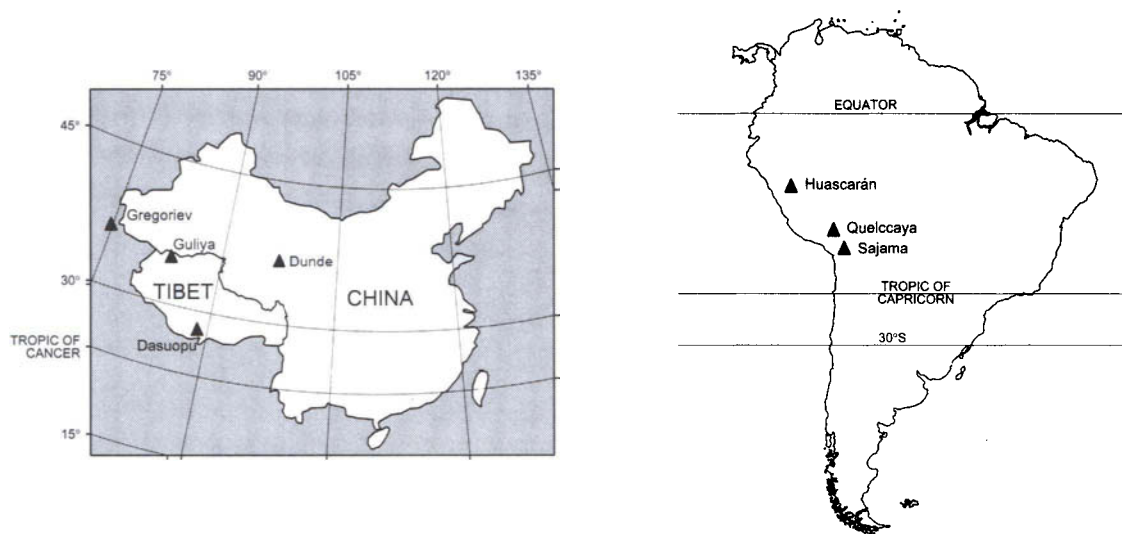 75° 90° 105° 120° 135°
45°
Gregoriev
Guliya
Dunde
30°
TIBET
CHINA
TROPIC OF
CANCER
Dasuopu
15°
EQUATOR
Huascarán
Quelccaya
Sajama
TROPIC OF
CAPRICORN
30°S